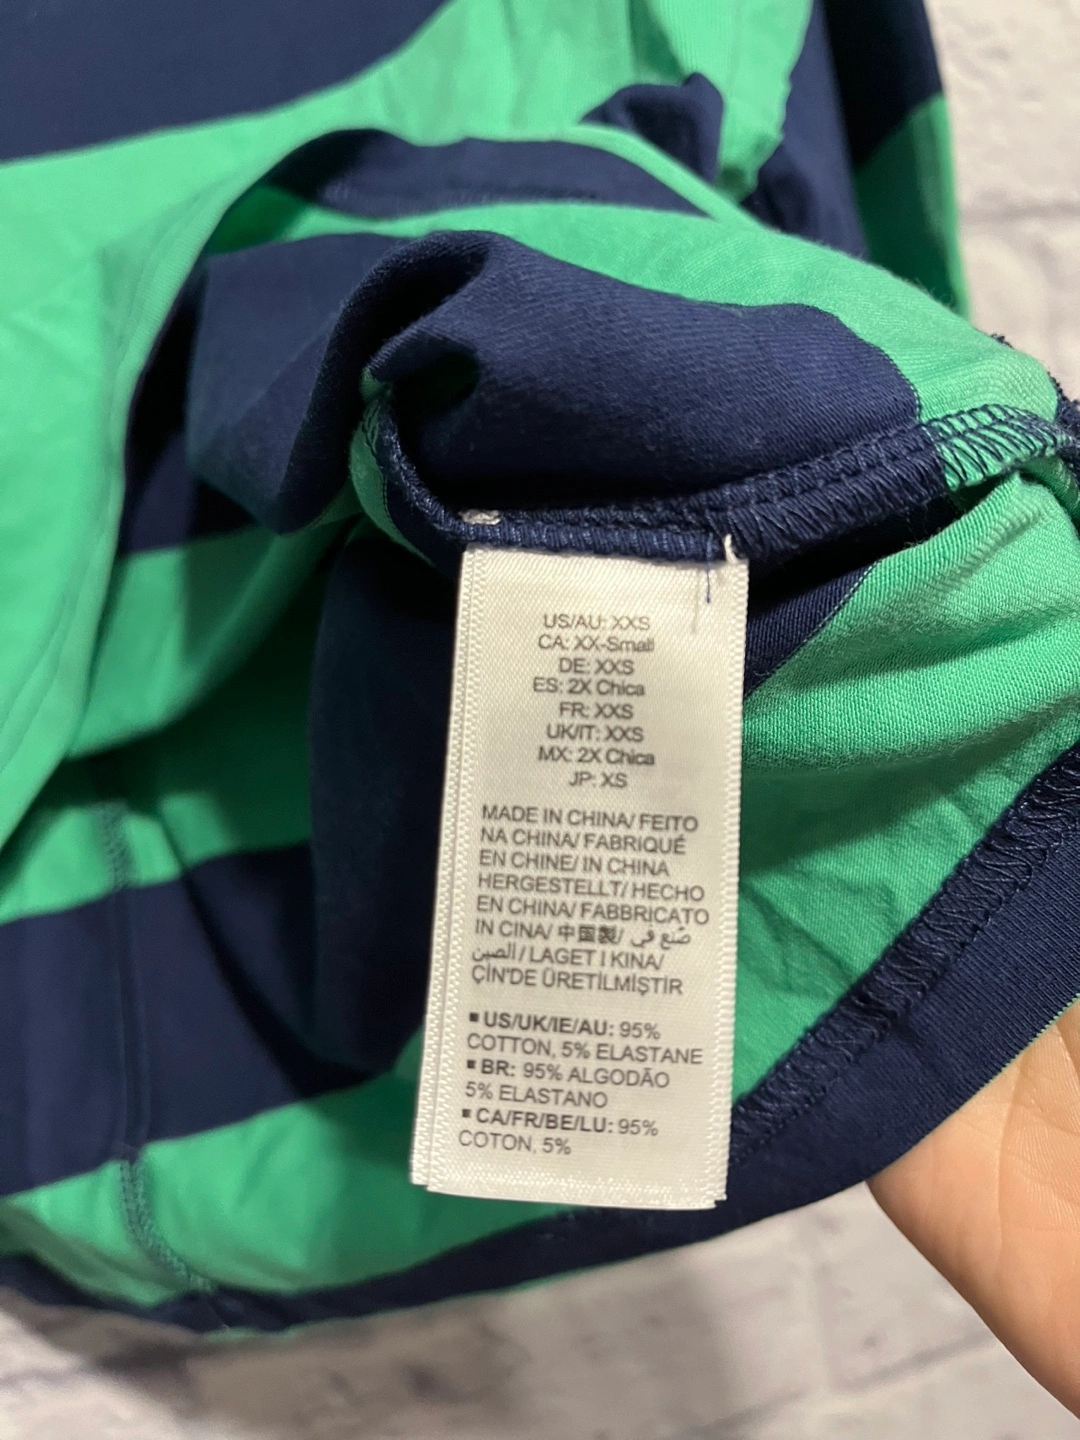 US/AU: XXS
CA: XX-Small
DE: XXS
ES: 2X Chica
FR: XXS
UK/IT: XXS
MX: 2X Chica
JP: XS
MADE IN CHINA/ FEITO
NA CHINA/ FABRIQUÉ
EN CHINE/ IN CHINA
HERGESTELLT/ HECHO
EN CHINA/ FABBRICATO
IN CINA/ 中国製/ صُنع في
الصين/ LAGET I KINA/
ÇİN'DE ÜRETİLMİŞTİR
▪ US/UK/IE/AU: 95%
COTTON, 5% ELASTANE
▪ BR: 95% ALGODÃO
5% ELASTANO
▪ CA/FR/BE/LU: 95%
COTON, 5%